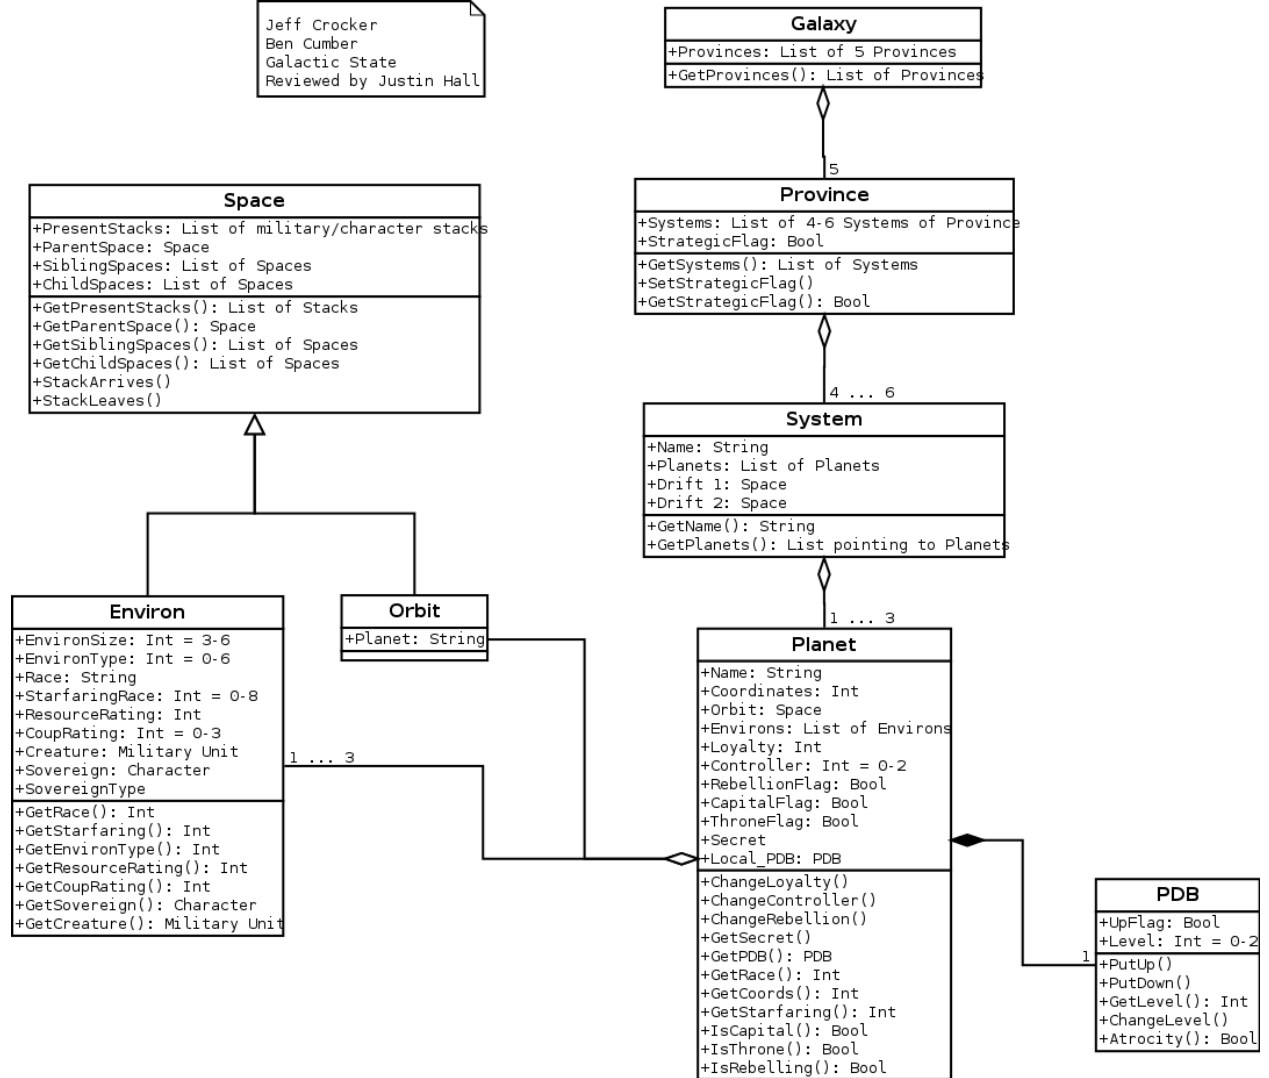 Jeff Crocker
Ben Cumber
Galactic State
Reviewed by Justin Hall
Galaxy
+Provinces: List of 5 Provinces
+GetProvinces(): List of Provinces
5
Province
+Systems: List of 4-6 Systems of Province
+StrategicFlag: Bool
+GetSystems(): List of Systems
+SetStrategicFlag()
+GetStrategicFlag(): Bool
4 ... 6
Space
+PresentStacks: List of military/character stacks
+ParentSpace: Space
+SiblingSpaces: List of Spaces
+ChildSpaces: List of Spaces
+GetPresentStacks(): List of Stacks
+GetParentSpace(): Space
+GetSiblingSpaces(): List of Spaces
+GetChildSpaces(): List of Spaces
+StackArrives()
+StackLeaves()
System
+Name: String
+Planets: List of Planets
+Drift 1: Space
+Drift 2: Space
+GetName(): String
+GetPlanets(): List pointing to Planets
1 ... 3
Environ
+EnvironSize: Int = 3-6
+EnvironType: Int = 0-6
+Race: String
+StarfaringRace: Int = 0-8
+ResourceRating: Int
+CoupRating: Int = 0-3
+Creature: Military Unit
+Sovereign: Character
+SovereignType
+GetRace(): Int
+GetStarfaring(): Int
+GetEnvironType(): Int
+GetResourceRating(): Int
+GetCoupRating(): Int
+GetSovereign(): Character
+GetCreature(): Military Unit
1 ... 3
Orbit
+Planet: String
Planet
+Name: String
+Coordinates: Int
+Orbit: Space
+Environs: List of Environs
+Loyalty: Int
+Controller: Int = 0-2
+RebellionFlag: Bool
+CapitalFlag: Bool
+ThroneFlag: Bool
+Secret
+Local_PDB: PDB
+ChangeLoyalty()
+ChangeController()
+ChangeRebellion()
+GetSecret()
+GetPDB(): PDB
+GetRace(): Int
+GetCoords(): Int
+GetStarfaring(): Int
+IsCapital(): Bool
+IsThrone(): Bool
+IsRebelling(): Bool
1
PDB
+UpFlag: Bool
+Level: Int = 0-2
+PutUp()
+PutDown()
+GetLevel(): Int
+ChangeLevel()
+Atrocity(): Bool